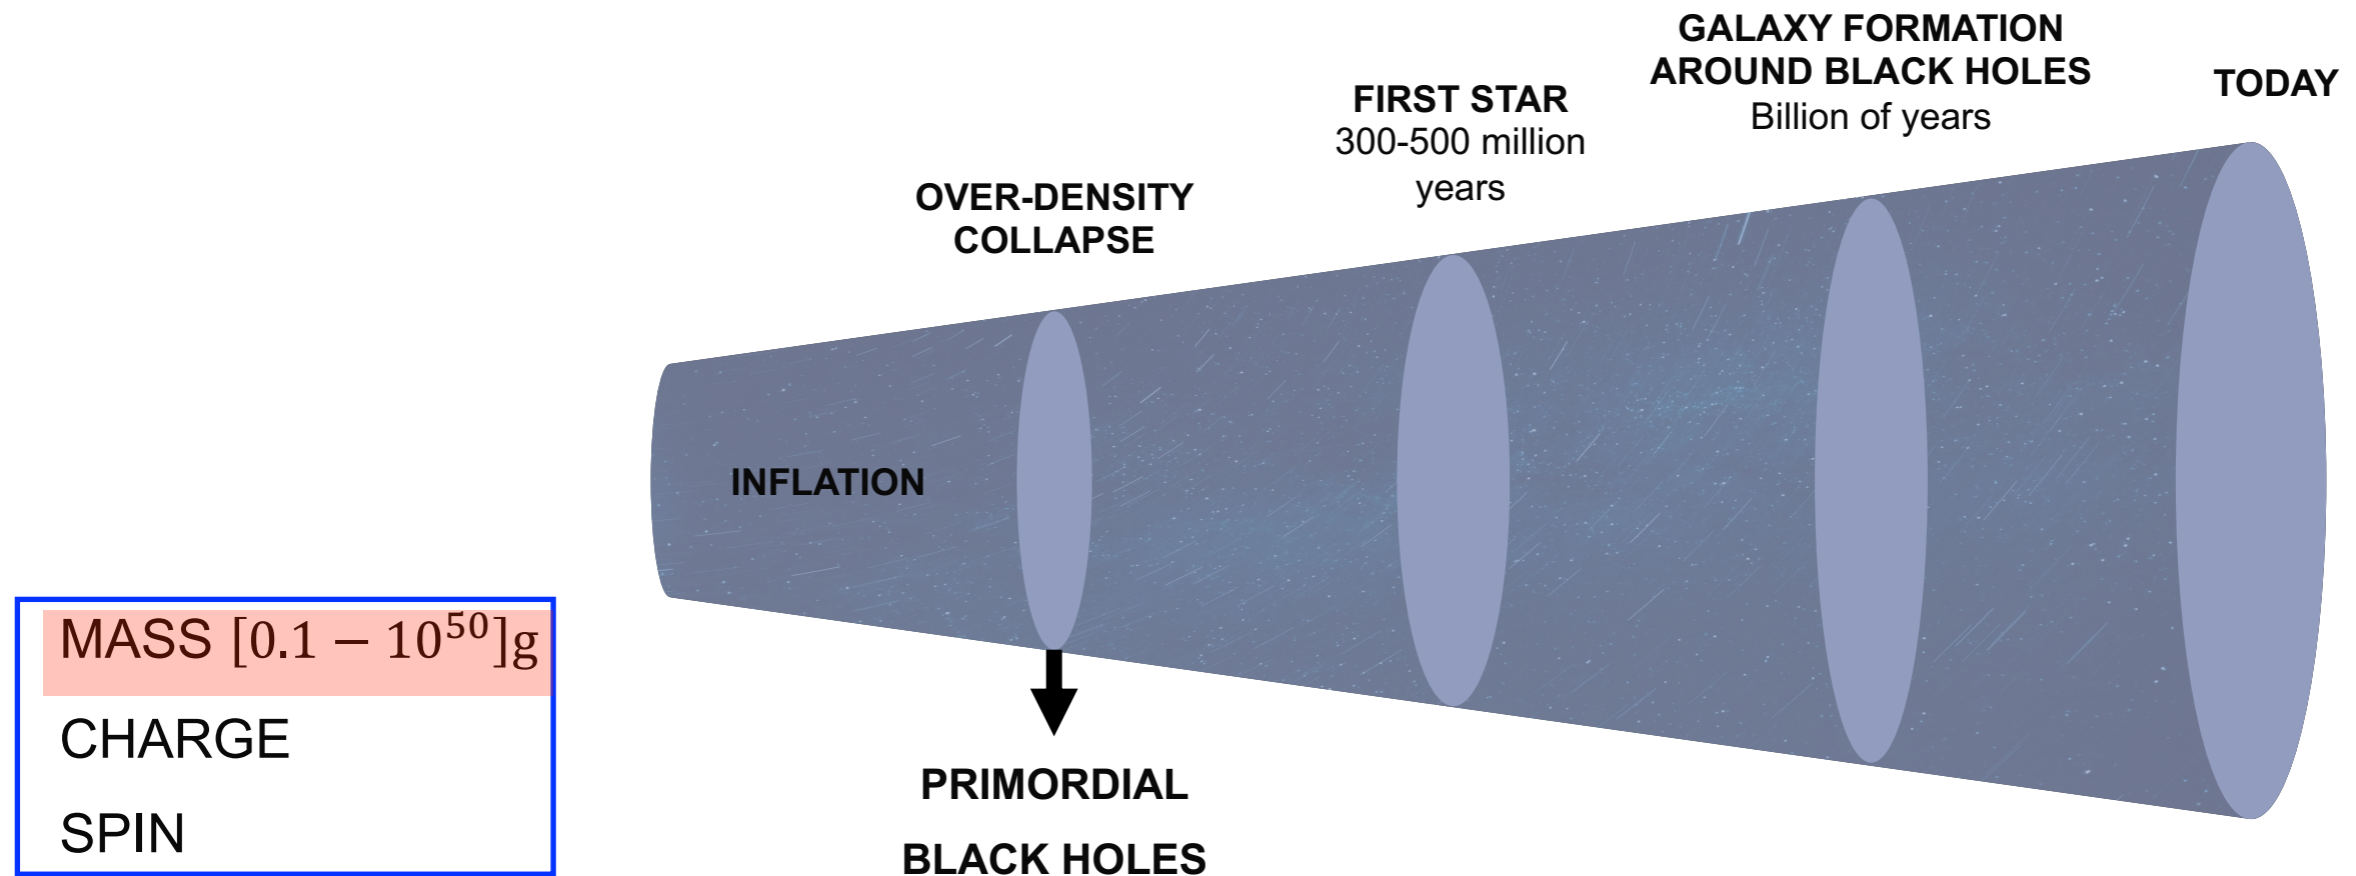 GALAXY FORMATION
AROUND BLACK HOLES
Billion of years
TODAY
FIRST STAR
300-500 million
years
OVER-DENSITY
COLLAPSE
INFLATION
MASS [0.1 − 10^50]g
CHARGE
SPIN
PRIMORDIAL
BLACK HOLES